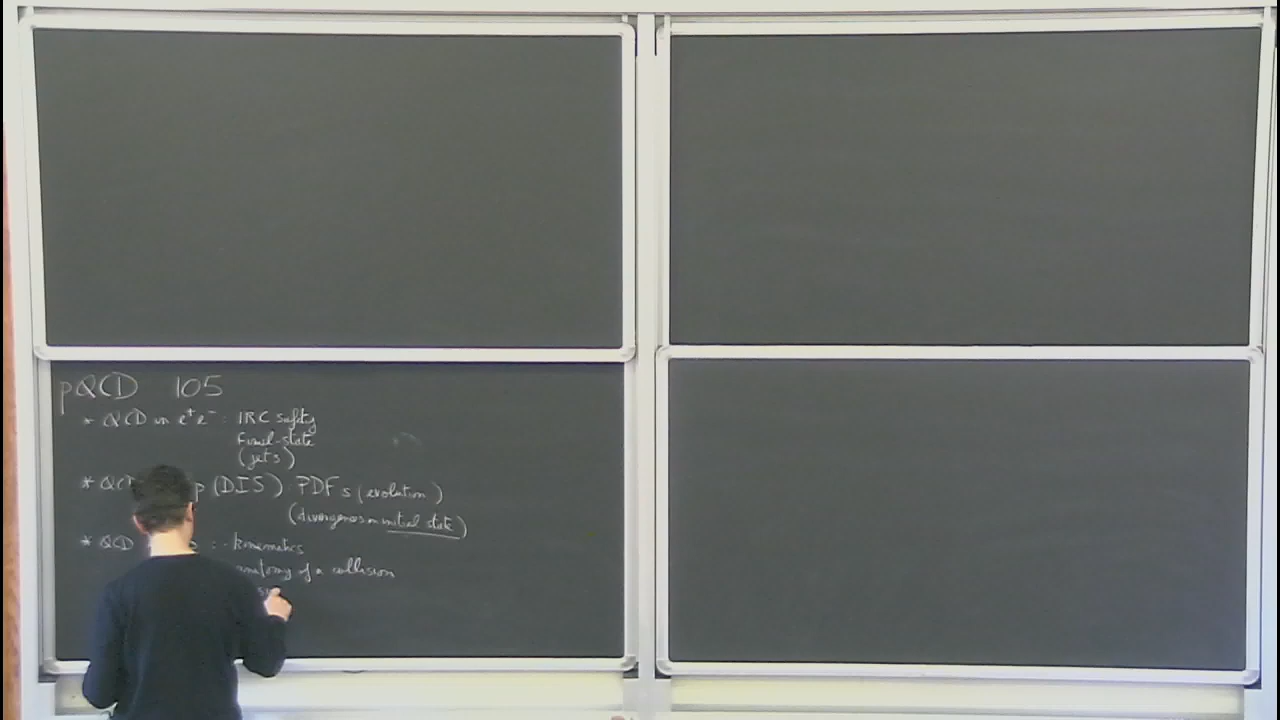 pQCD 105
* QCD in e⁺e⁻: IRC safety
Final-state
(jets)
* QC p (DIS) PDFs (evolution)
(divergences in initial state)
* QCD : - kinematics
anatomy of a collision